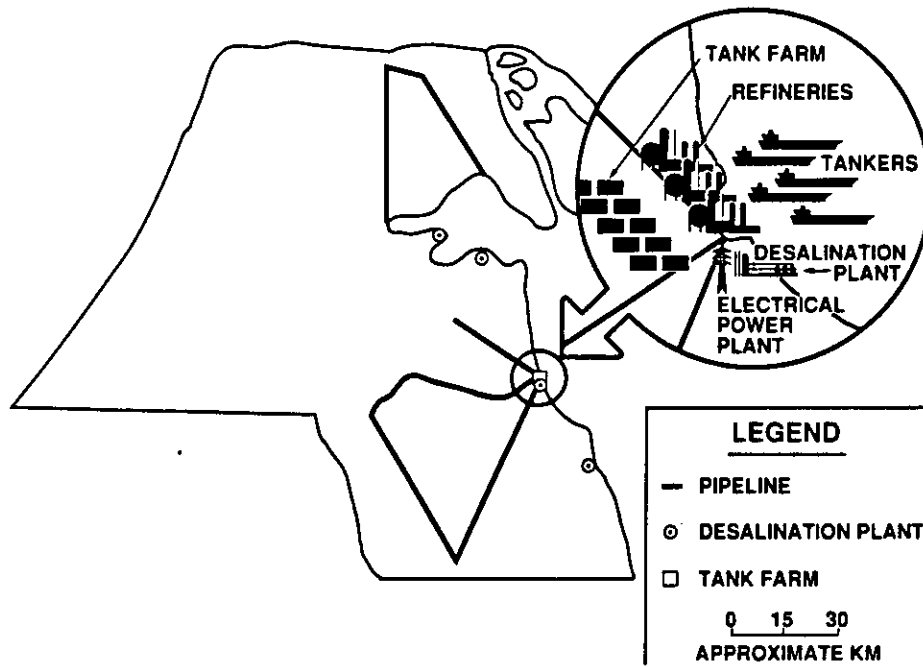 TANK FARM
REFINERIES
TANKERS
DESALINATION
PLANT
ELECTRICAL
POWER
PLANT
LEGEND
PIPELINE
DESALINATION PLANT
TANK FARM
0 15 30
APPROXIMATE KM